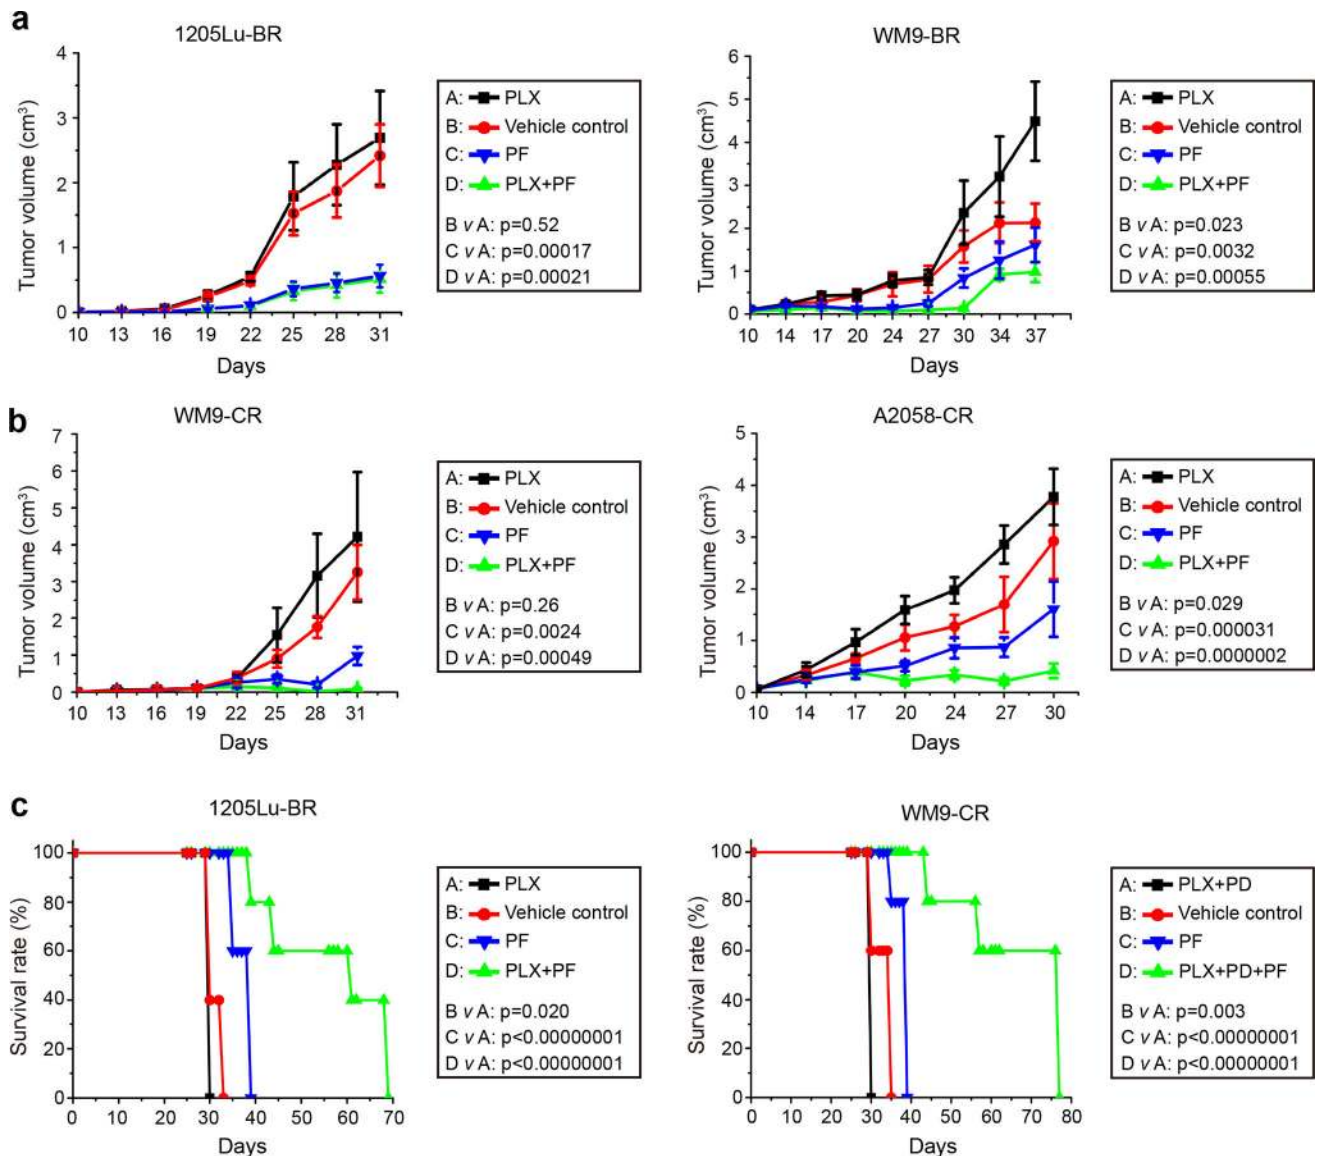 a
1205Lu-BR
Tumor volume (cm³)
4
3
2
1
0
10 13 16 19 22 25 28 31
Days
A: PLX
B: Vehicle control
C: PF
D: PLX+PF
B v A: p=0.52
C v A: p=0.00017
D v A: p=0.00021
WM9-BR
Tumor volume (cm³)
6
5
4
3
2
1
0
10 14 17 20 24 27 30 34 37
Days
A: PLX
B: Vehicle control
C: PF
D: PLX+PF
B v A: p=0.023
C v A: p=0.0032
D v A: p=0.00055
b
WM9-CR
Tumor volume (cm³)
7
6
5
4
3
2
1
0
10 13 16 19 22 25 28 31
Days
A: PLX
B: Vehicle control
C: PF
D: PLX+PF
B v A: p=0.26
C v A: p=0.0024
D v A: p=0.00049
A2058-CR
Tumor volume (cm³)
5
4
3
2
1
0
10 14 17 20 24 27 30
Days
A: PLX
B: Vehicle control
C: PF
D: PLX+PF
B v A: p=0.029
C v A: p=0.000031
D v A: p=0.0000002
c
1205Lu-BR
Survival rate (%)
100
80
60
40
20
0
0 10 20 30 40 50 60 70
Days
A: PLX
B: Vehicle control
C: PF
D: PLX+PF
B v A: p=0.020
C v A: p<0.00000001
D v A: p<0.00000001
WM9-CR
Survival rate (%)
100
80
60
40
20
0
0 10 20 30 40 50 60 70 80
Days
A: PLX+PD
B: Vehicle control
C: PF
D: PLX+PD+PF
B v A: p=0.003
C v A: p<0.00000001
D v A: p<0.00000001